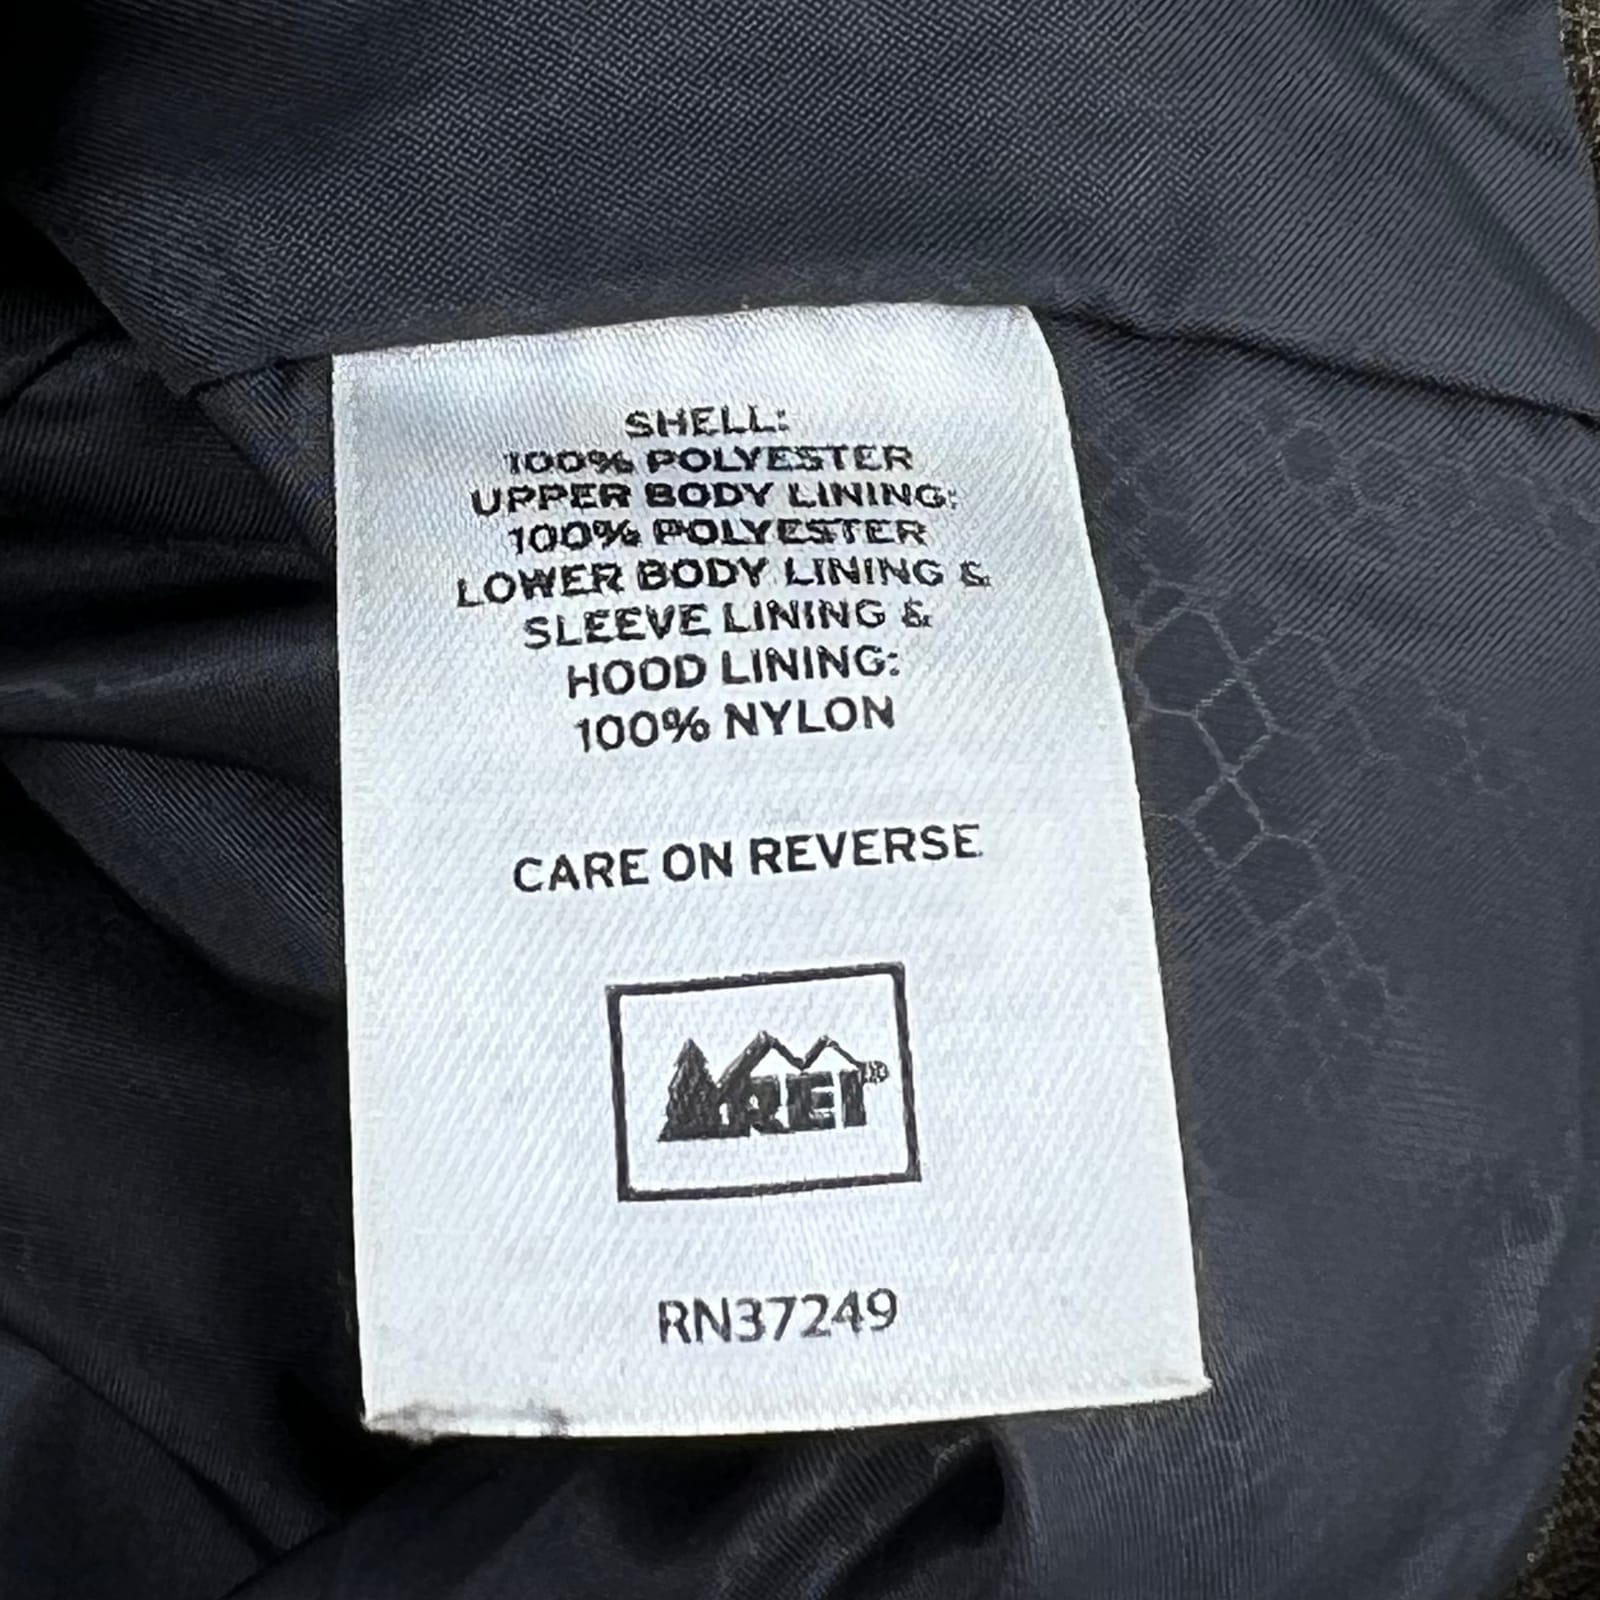 SHELL:
100% POLYESTER
UPPER BODY LINING:
100% POLYESTER
LOWER BODY LINING &
SLEEVE LINING &
HOOD LINING:
100% NYLON
CARE ON REVERSE
REI
RN37249